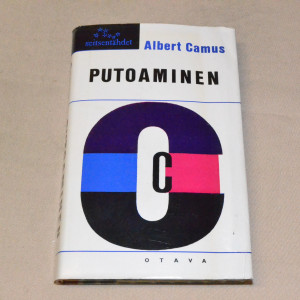 seitsentähdet
Albert Camus
PUTOAMINEN
C
OTAVA